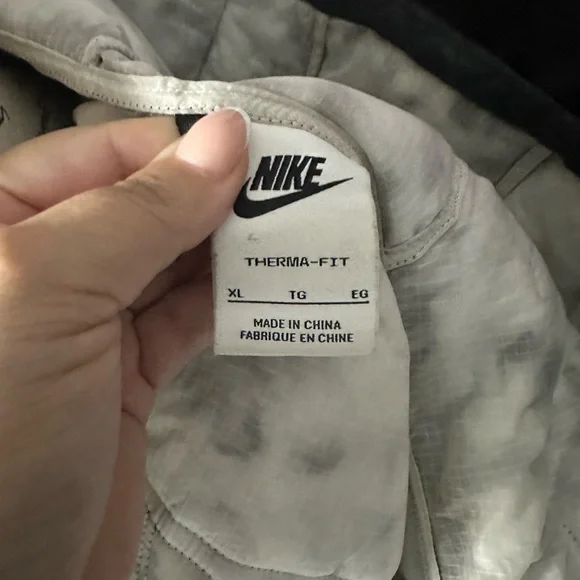 NIKE
THERMA-FIT
XL TG EG
MADE IN CHINA
FABRIQUE EN CHINE